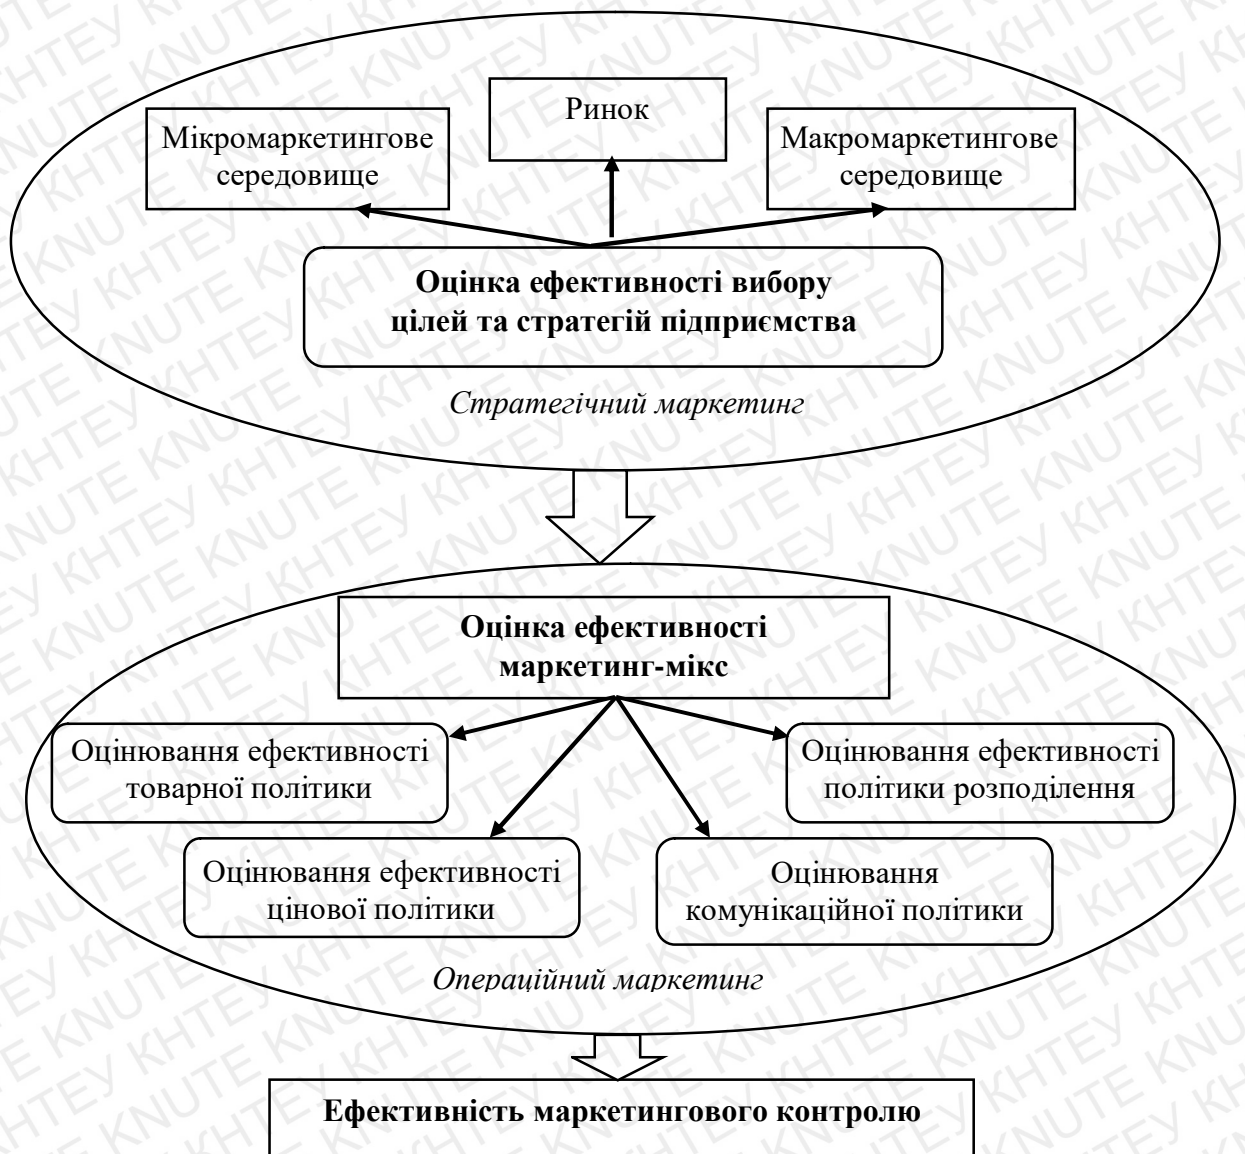 Ринок
Мікромаркетингове
середовище
Макромаркетингове
середовище
Оцінка ефективності вибору
цілей та стратегій підприємства
Стратегічний маркетинг
Оцінка ефективності
маркетинг-мікс
Оцінювання ефективності
товарної політики
Оцінювання ефективності
політики розподілення
Оцінювання ефективності
цінової політики
Оцінювання
комунікаційної політики
Операційний маркетинг
Ефективність маркетингового контролю
KNUTE КНТЕУ